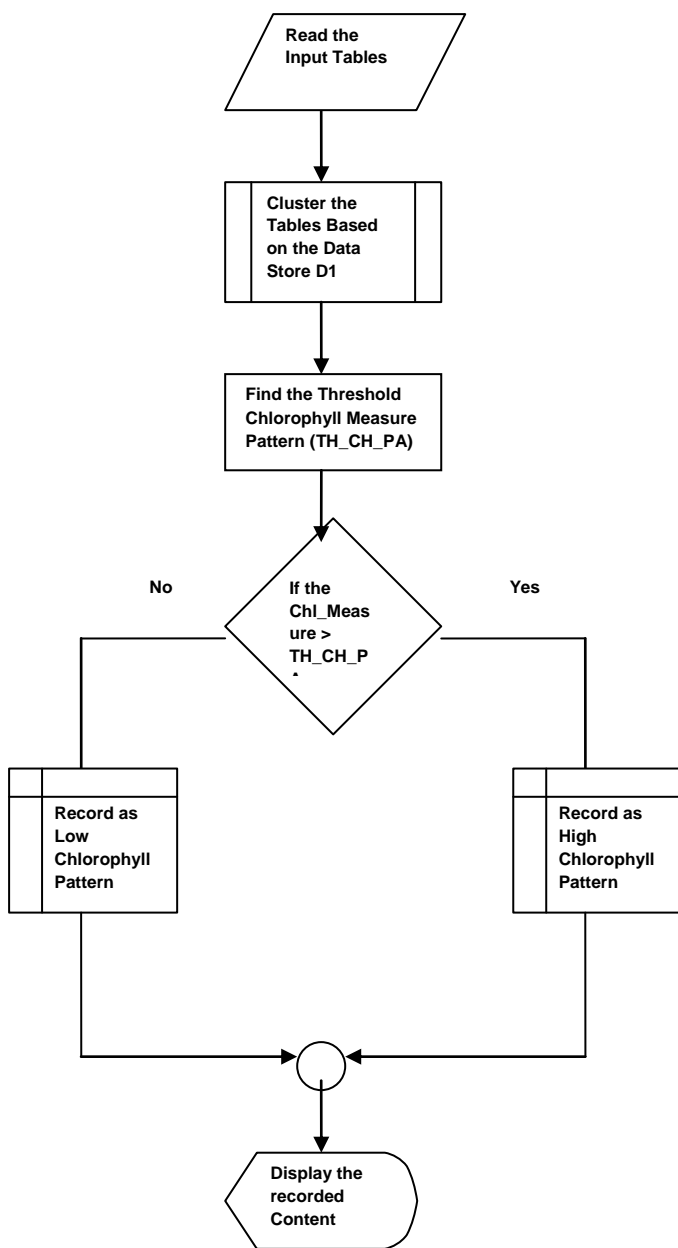 Read the
Input Tables
Cluster the
Tables Based
on the Data
Store D1
Find the Threshold
Chlorophyll Measure
Pattern (TH_CH_PA)
No
If the
Chl_Meas
ure >
TH_CH_P
Yes
Record as
Low
Chlorophyll
Pattern
Record as
High
Chlorophyll
Pattern
Display the
recorded
Content